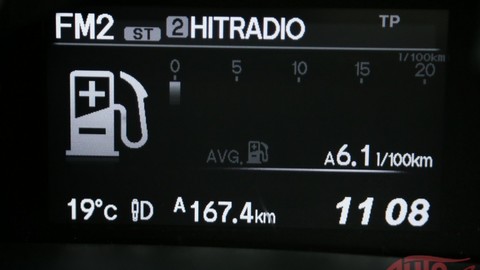 FM2 ST 2 HITRADIO TP
l/100km
0 5 10 15 20
AVG. A6.1 l/100km
19°c D A 167.4km 11 08